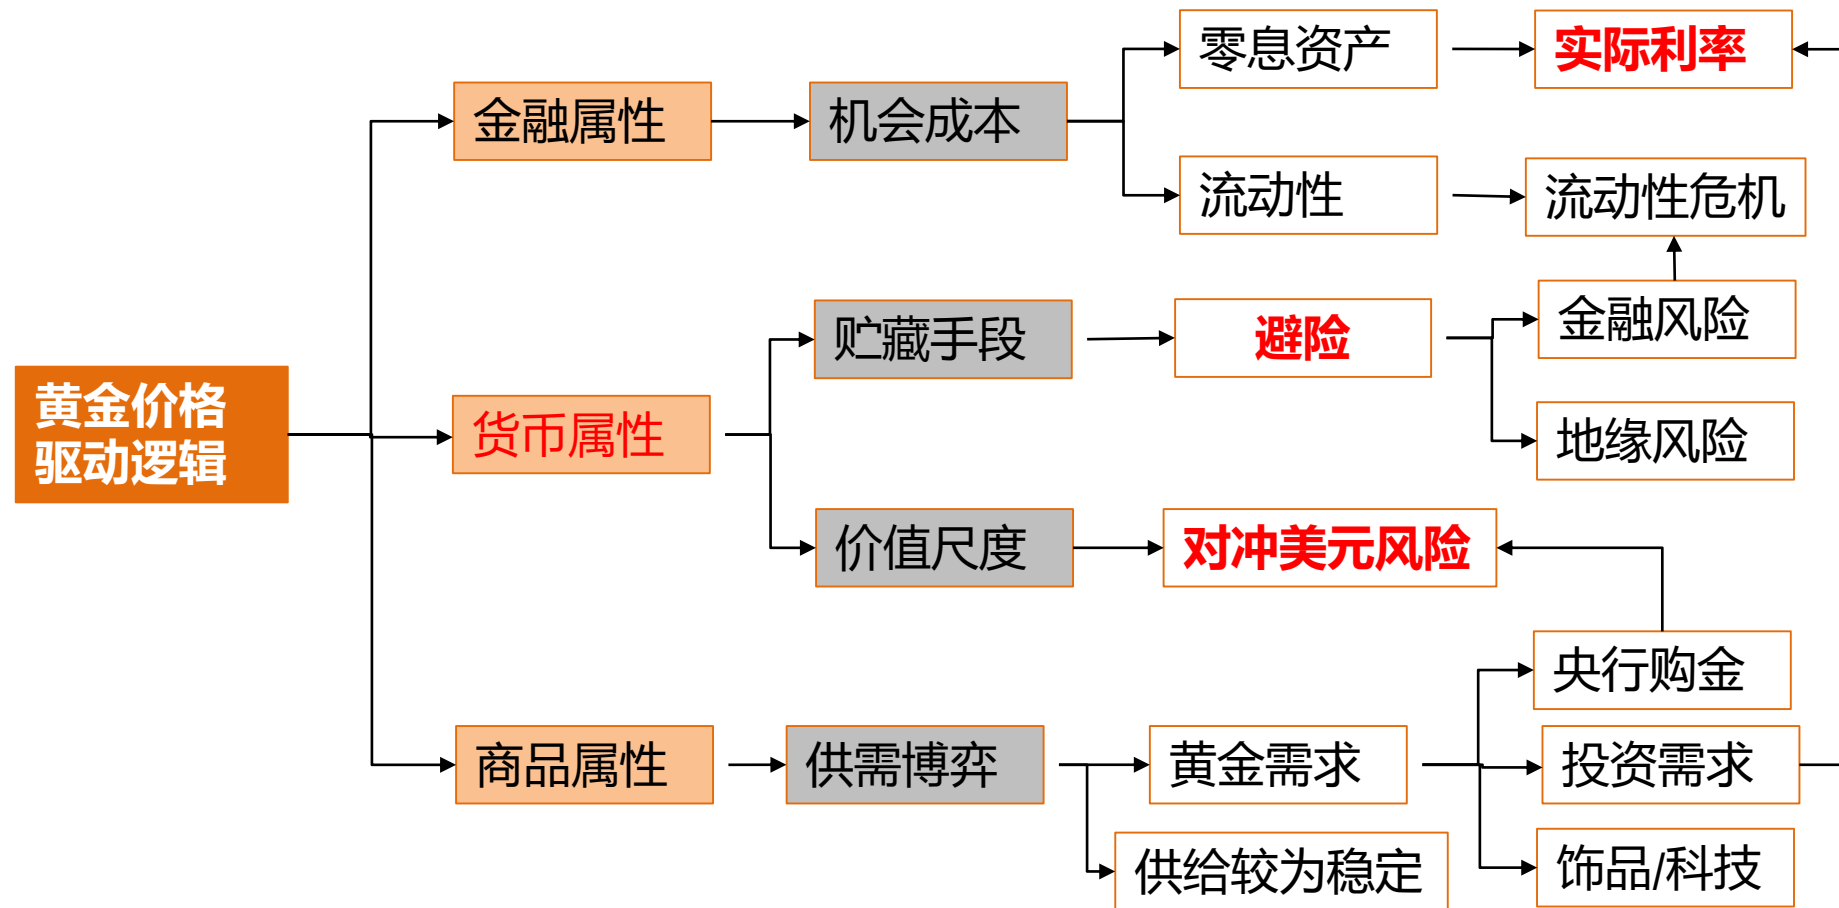 零息资产
实际利率
金融属性
机会成本
流动性
流动性危机
金融风险
贮藏手段
避险
黄金价格
驱动逻辑
货币属性
地缘风险
价值尺度
对冲美元风险
央行购金
商品属性
供需博弈
黄金需求
投资需求
供给较为稳定
饰品/科技